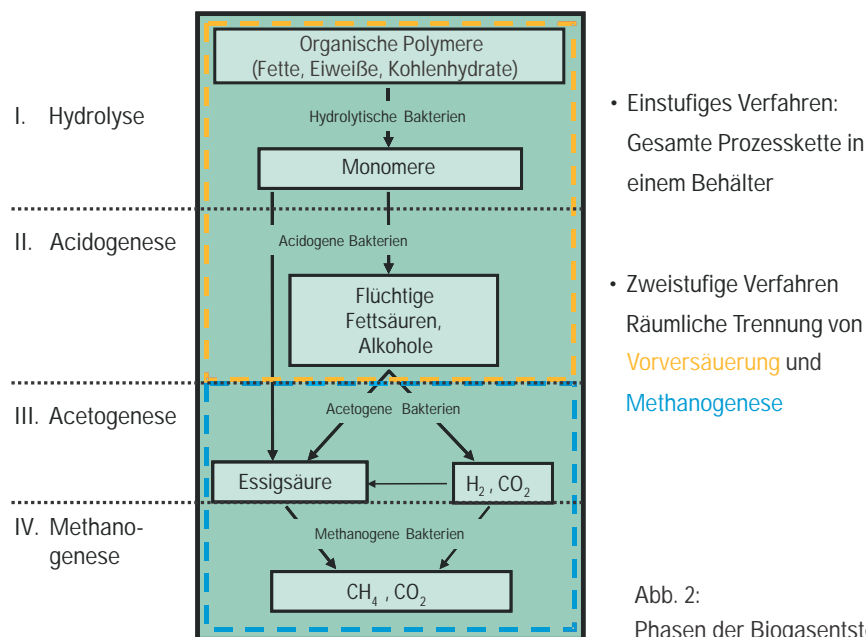 Organische Polymere
(Fette, Eiweiße, Kohlenhydrate)
I. Hydrolyse
Hydrolytische Bakterien
Monomere
II. Acidogenese
Acidogene Bakterien
Flüchtige
Fettsäuren,
Alkohole
III. Acetogenese
Acetogene Bakterien
Essigsäure
H₂ , CO₂
IV. Methano-
genese
Methanogene Bakterien
CH₄ , CO₂
• Einstufiges Verfahren:
Gesamte Prozesskette in
einem Behälter
• Zweistufige Verfahren
Räumliche Trennung von
Vorversäuerung und
Methanogenese
Abb. 2:
Phasen der